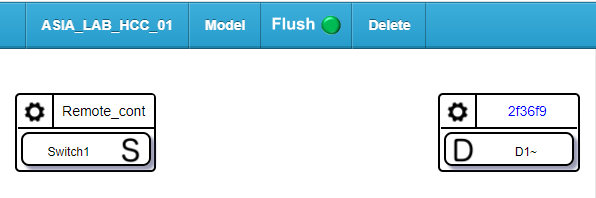 ASIA_LAB_HCC_01 Model Flush Delete
Remote_cont 2f36f9
Switch1 S D D1~